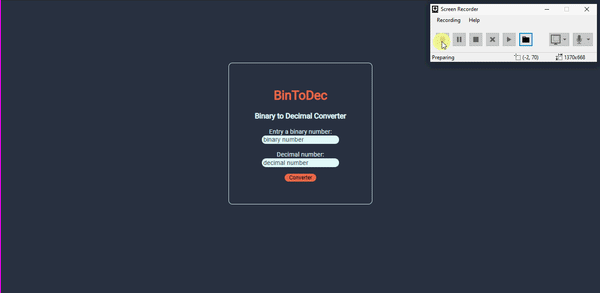 Screen Recorder
Recording Help
Preparing
(-2, 70)
1370x668
BinToDec
Binary to Decimal Converter
Entry a binary number:
binary number
Decimal number:
decimal number
Converter